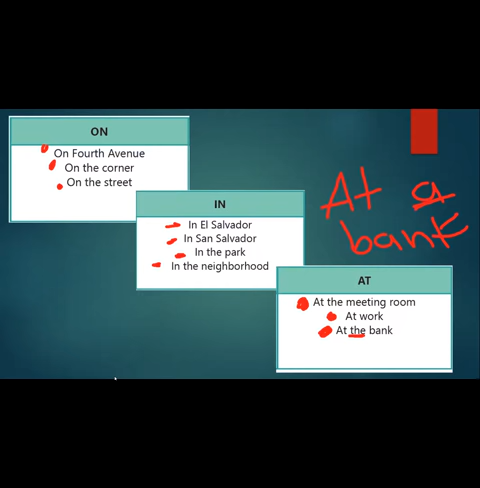 ON
On Fourth Avenue
On the corner
On the street
IN
In El Salvador
In San Salvador
In the park
In the neighborhood
AT
At the meeting room
At work
At the bank
At a
bank